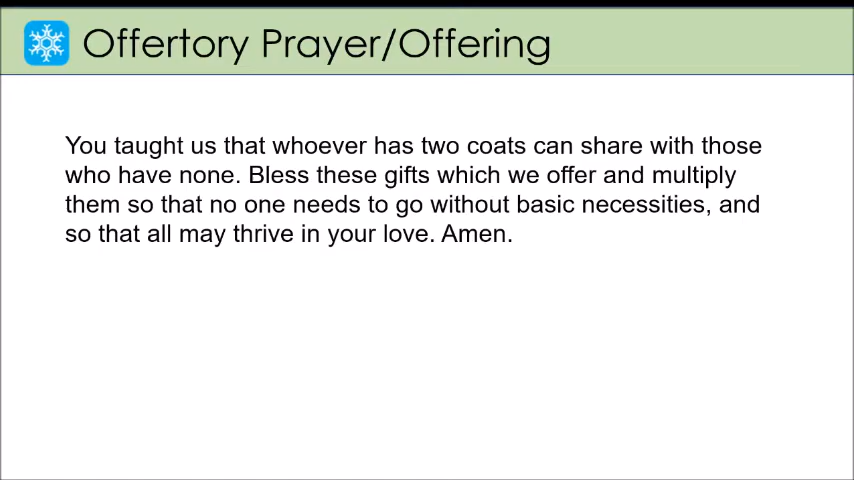 Offertory Prayer/Offering
You taught us that whoever has two coats can share with those
who have none. Bless these gifts which we offer and multiply
them so that no one needs to go without basic necessities, and
so that all may thrive in your love. Amen.